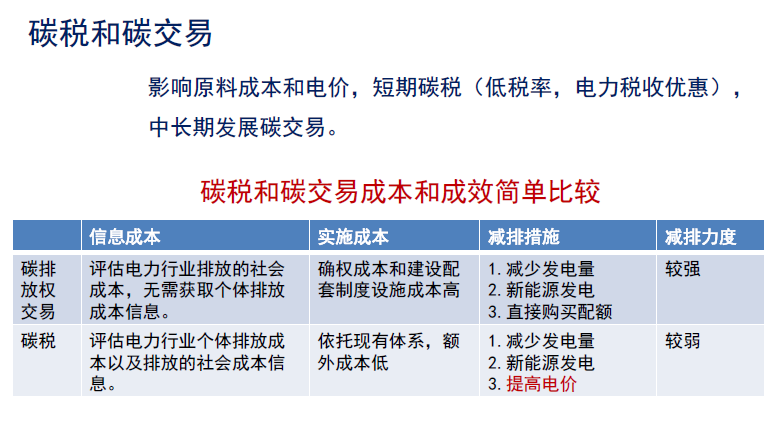 碳税和碳交易
影响原料成本和电价，短期碳税（低税率，电力税收优惠），
中长期发展碳交易。
碳税和碳交易成本和成效简单比较
信息成本 实施成本 减排措施 减排力度
碳排放权交易
评估电力行业排放的社会
成本，无需获取个体排放
成本信息。
确权成本和建设配
套制度设施成本高
1. 减少发电量
2. 新能源发电
3. 直接购买配额
较强
碳税
评估电力行业个体排放成
本以及排放的社会成本信
息。
依托现有体系，额
外成本低
1. 减少发电量
2. 新能源发电
3. 提高电价
较弱